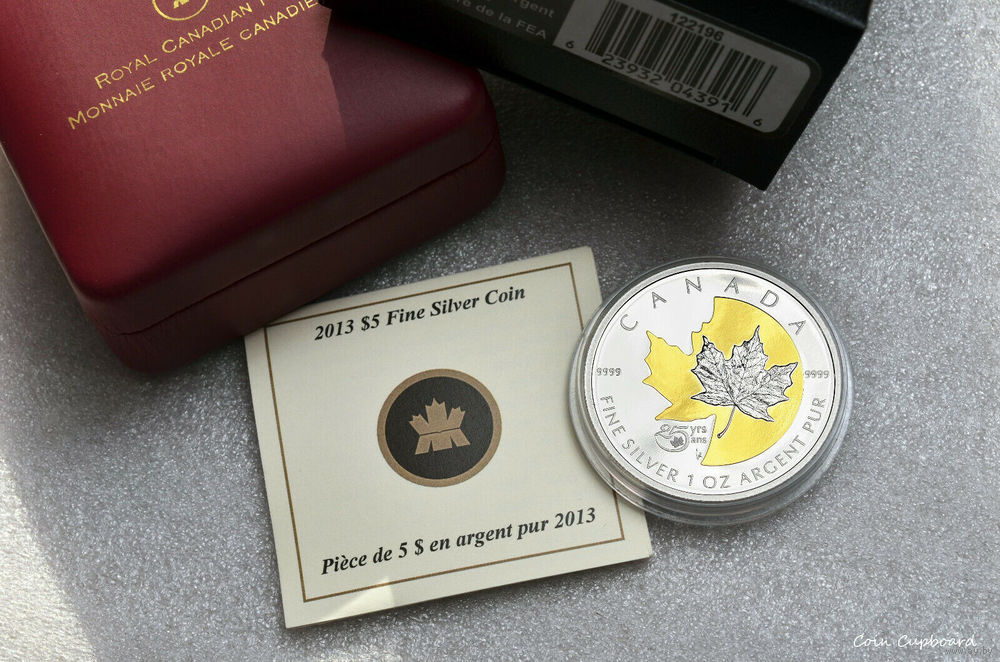 ROYAL CANADIAN
MONNAIE ROYALE CANADIE
argent
de la FEA
122196
6 23932 04391 6
2013 $5 Fine Silver Coin
Pièce de 5 $ en argent pur 2013
CANADA
9999 9999
25 yrs
ans
FINE SILVER 1 OZ ARGENT PUR
Coin Cupboard